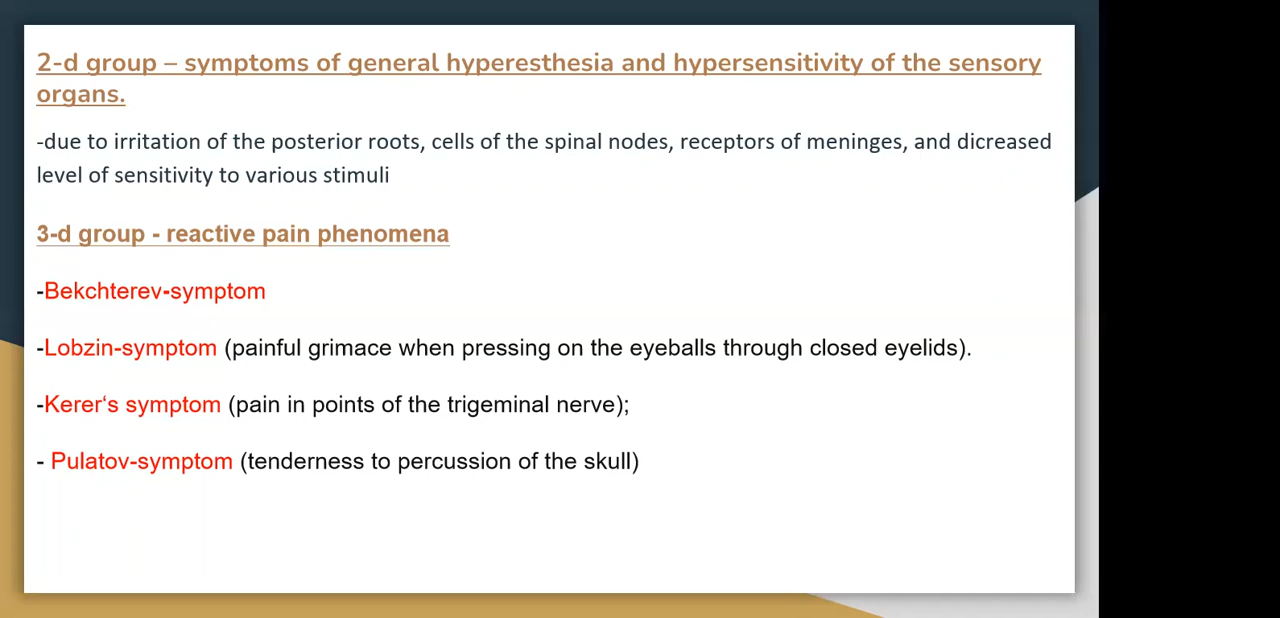 2-d group – symptoms of general hyperesthesia and hypersensitivity of the sensory
organs.
-due to irritation of the posterior roots, cells of the spinal nodes, receptors of meninges, and dicreased
level of sensitivity to various stimuli
3-d group - reactive pain phenomena
-Bekchterev-symptom
-Lobzin-symptom (painful grimace when pressing on the eyeballs through closed eyelids).
-Kerer‘s symptom (pain in points of the trigeminal nerve);
- Pulatov-symptom (tenderness to percussion of the skull)